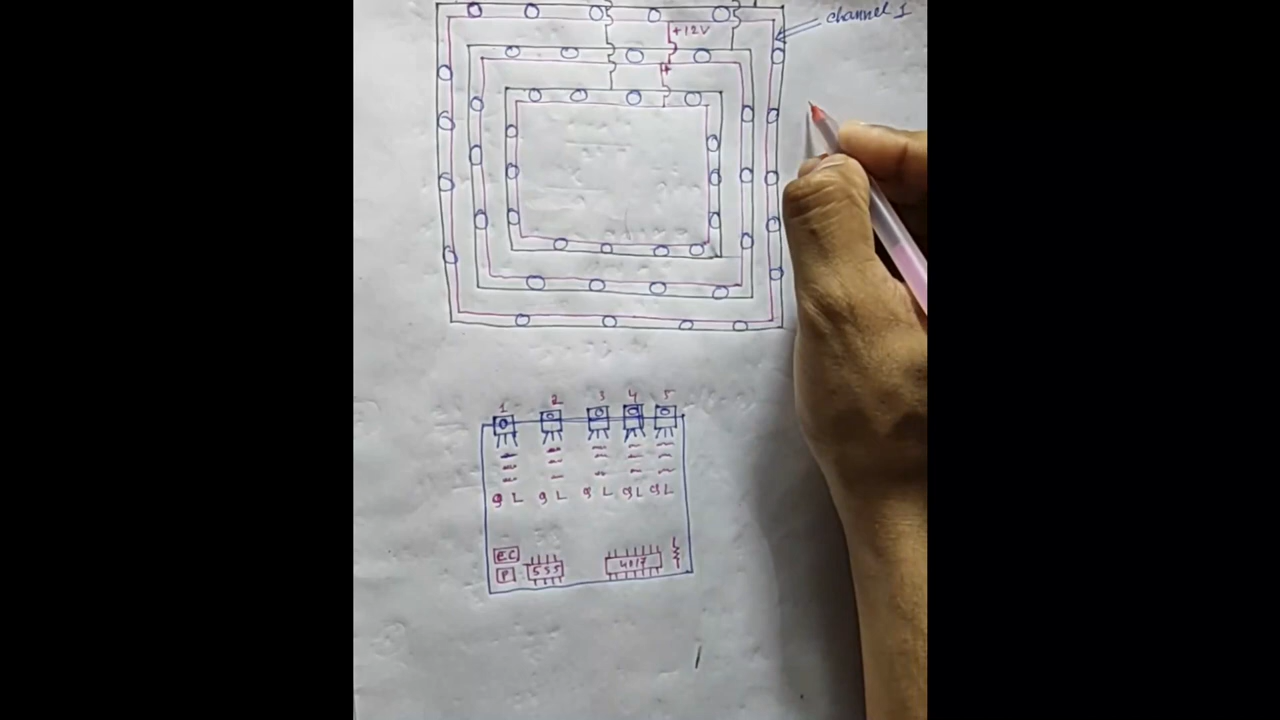 channel 1
+12V
+
1 2 3 4 5
g L g L g L g L g L
EC
P 555 4017